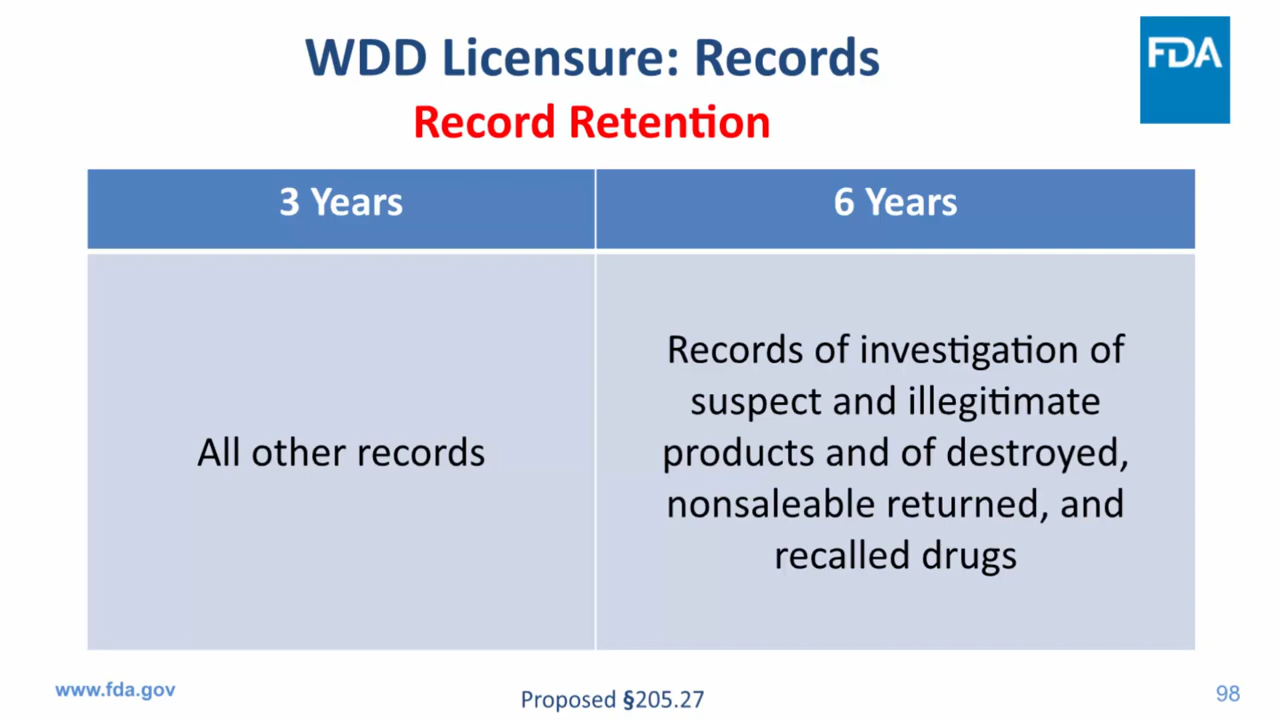 WDD Licensure: Records
FDA
Record Retention
3 Years
6 Years
All other records
Records of investigation of
suspect and illegitimate
products and of destroyed,
nonsaleable returned, and
recalled drugs
www.fda.gov
Proposed §205.27
98